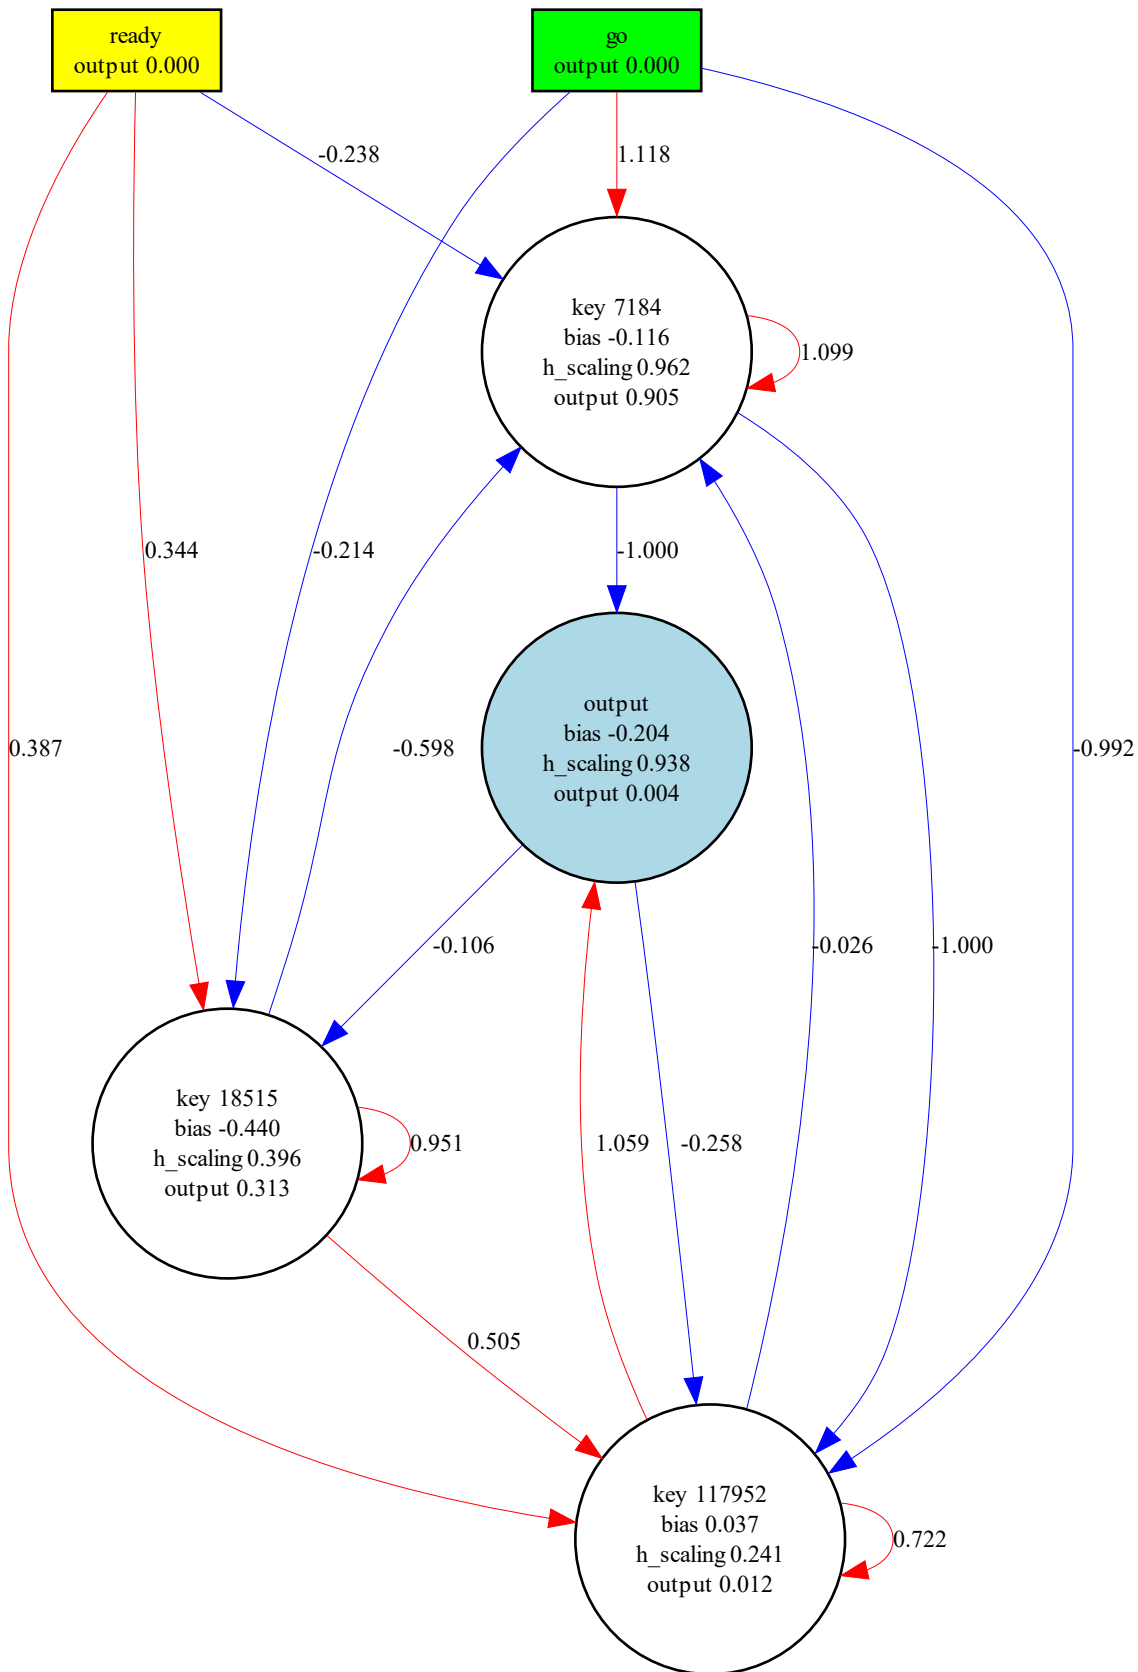 ready
output 0.000
go
output 0.000
-0.238
1.118
key 7184
bias -0.116
h_scaling 0.962
output 0.905
1.099
0.344
-0.214
-1.000
output
bias -0.204
h_scaling 0.938
output 0.004
0.387
-0.598
-0.992
-0.106
-0.026
-1.000
key 18515
bias -0.440
h_scaling 0.396
output 0.313
0.951
1.059
-0.258
0.505
key 117952
bias 0.037
h_scaling 0.241
output 0.012
0.722